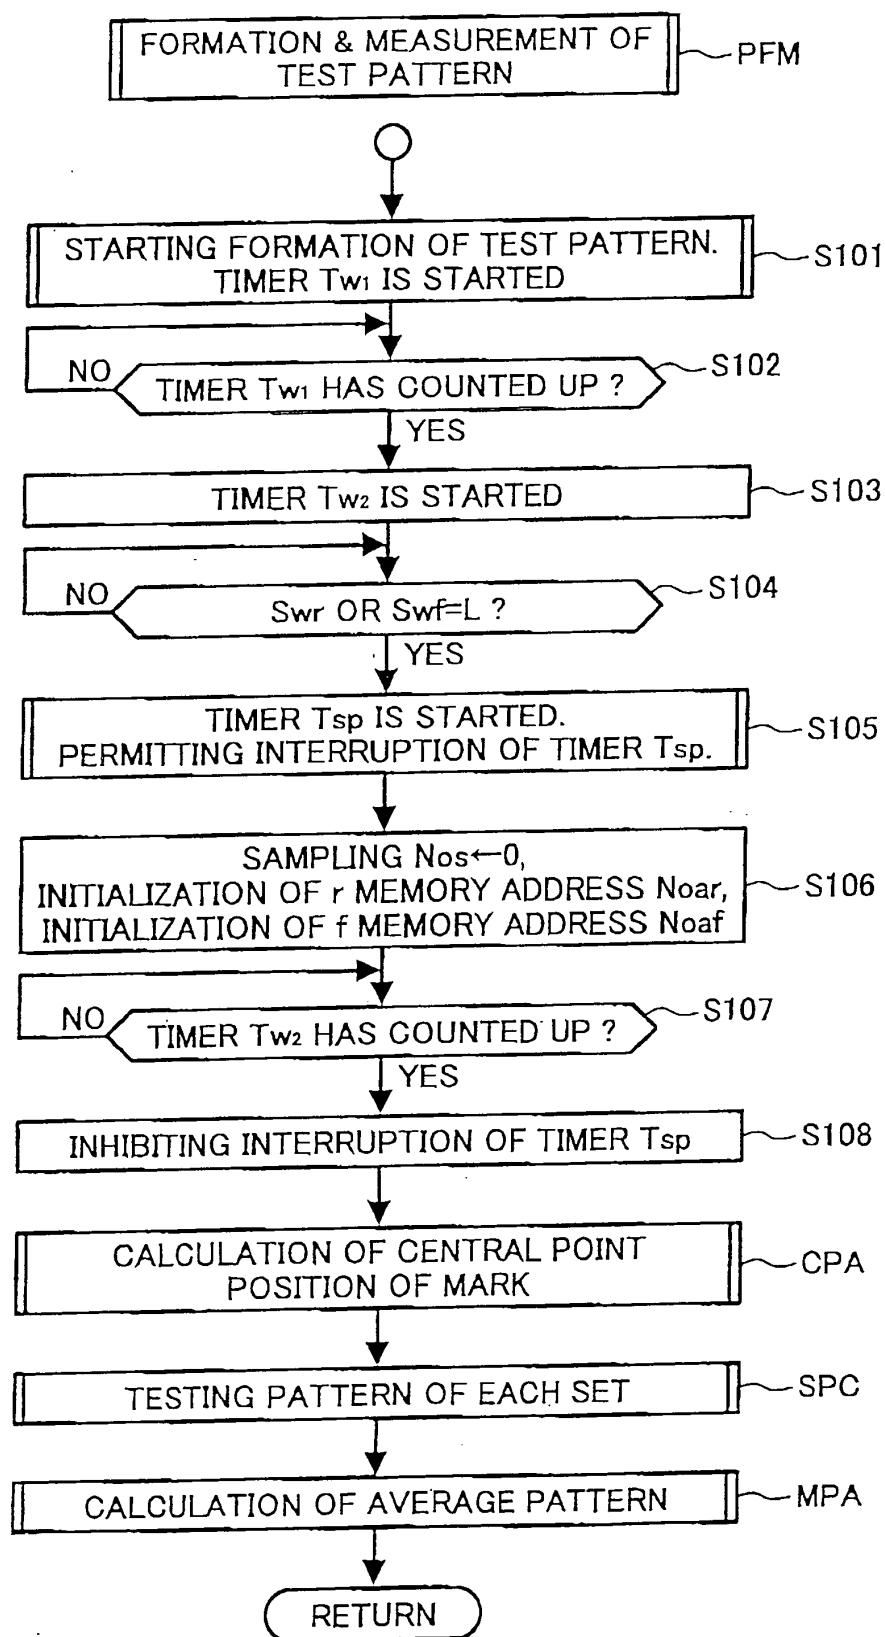 FORMATION & MEASUREMENT OF
TEST PATTERN
PFM
STARTING FORMATION OF TEST PATTERN.
TIMER Tw1 IS STARTED
S101
NO
TIMER Tw1 HAS COUNTED UP ?
S102
YES
TIMER Tw2 IS STARTED
S103
NO
Swr OR Swf=L ?
S104
YES
TIMER Tsp IS STARTED.
PERMITTING INTERRUPTION OF TIMER Tsp.
S105
SAMPLING Nos←0,
INITIALIZATION OF r MEMORY ADDRESS Noar,
INITIALIZATION OF f MEMORY ADDRESS Noaf
S106
NO
TIMER Tw2 HAS COUNTED UP ?
S107
YES
INHIBITING INTERRUPTION OF TIMER Tsp
S108
CALCULATION OF CENTRAL POINT
POSITION OF MARK
CPA
TESTING PATTERN OF EACH SET
SPC
CALCULATION OF AVERAGE PATTERN
MPA
RETURN